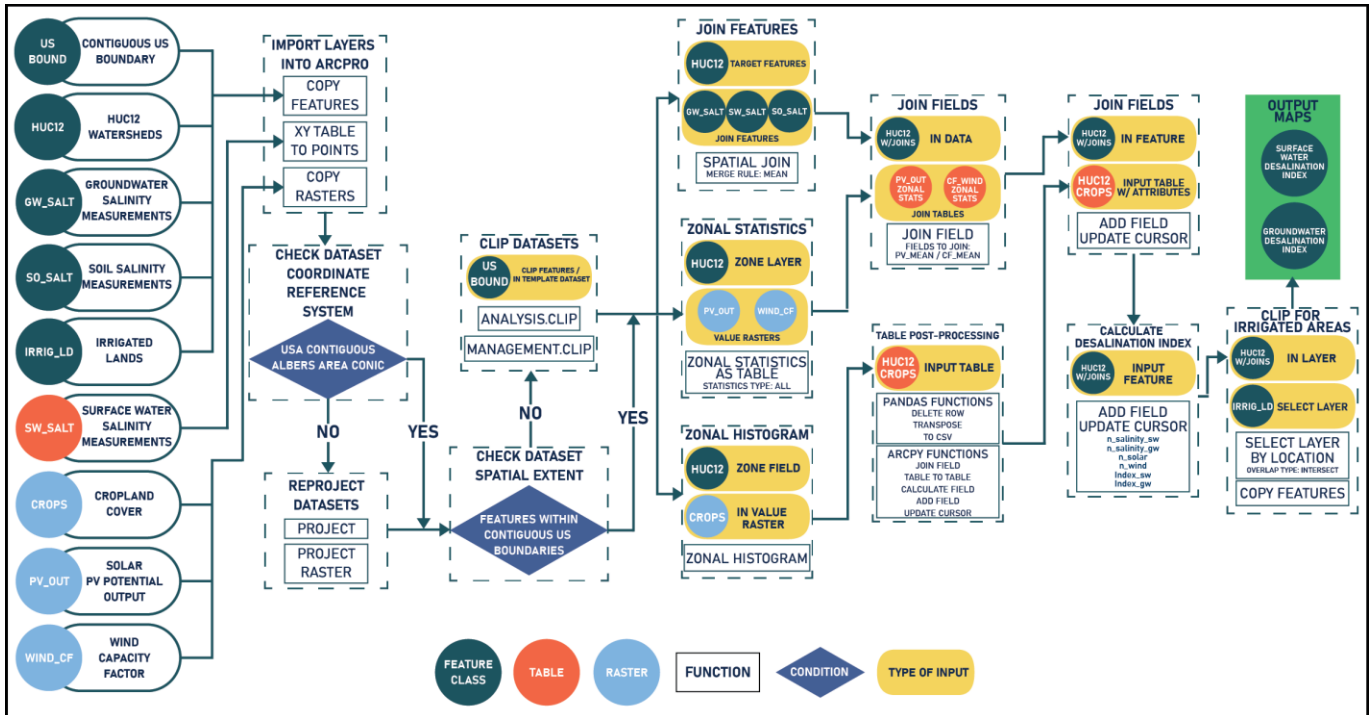 US
BOUND
CONTIGUOUS US
BOUNDARY
HUC12
HUC12
WATERSHEDS
GW_SALT
GROUNDWATER
SALINITY
MEASUREMENTS
SO_SALT
SOIL SALINITY
MEASUREMENTS
IRRIG_LD
IRRIGATED
LANDS
SW_SALT
SURFACE WATER
SALINITY
MEASUREMENTS
CROPS
CROPLAND
COVER
PV_OUT
SOLAR
PV POTENTIAL
OUTPUT
WIND_CF
WIND
CAPACITY
FACTOR
IMPORT LAYERS
INTO ARCPRO
COPY
FEATURES
XY TABLE
TO POINTS
COPY
RASTERS
CHECK DATASET
COORDINATE
REFERENCE
SYSTEM
USA CONTIGUOUS
ALBERS AREA CONIC
NO
YES
REPROJECT
DATASETS
PROJECT
PROJECT
RASTER
CLIP DATASETS
US
BOUND
CLIP FEATURES /
IN TEMPLATE DATASET
ANALYSIS.CLIP
MANAGEMENT.CLIP
NO
YES
CHECK DATASET
SPATIAL EXTENT
FEATURES WITHIN
CONTIGUOUS US
BOUNDARIES
JOIN FEATURES
HUC12
TARGET FEATURES
GW_SALT
SW_SALT
SO_SALT
JOIN FEATURES
SPATIAL JOIN
MERGE RULE: MEAN
ZONAL STATISTICS
HUC12
ZONE LAYER
PV_OUT
WIND_CF
VALUE RASTERS
ZONAL STATISTICS
AS TABLE
STATISTICS TYPE: ALL
ZONAL HISTOGRAM
HUC12
ZONE FIELD
CROPS
IN VALUE
RASTER
ZONAL HISTOGRAM
JOIN FIELDS
HUC12
W/JOINS
IN DATA
PV_OUT
ZONAL
STATS
CF_WIND
ZONAL
STATS
JOIN TABLES
JOIN FIELD
FIELDS TO JOIN:
PV_MEAN / CF_MEAN
TABLE POST-PROCESSING
HUC12
CROPS
INPUT TABLE
PANDAS FUNCTIONS
DELETE ROW
TRANSPOSE
TO CSV
ARCPY FUNCTIONS
JOIN FIELD
TABLE TO TABLE
CALCULATE FIELD
ADD FIELD
UPDATE CURSOR
JOIN FIELDS
HUC12
W/JOINS
IN FEATURE
HUC12
CROPS
INPUT TABLE
W/ ATTRIBUTES
ADD FIELD
UPDATE CURSOR
CALCULATE
DESALINATION INDEX
HUC12
W/JOINS
INPUT
FEATURE
ADD FIELD
UPDATE CURSOR
n_salinity_sw
n_salinity_gw
n_solar
n_wind
Index_sw
Index_gw
OUTPUT
MAPS
SURFACE
WATER
DESALINATION
INDEX
GROUNDWATER
DESALINATION
INDEX
CLIP FOR
IRRIGATED AREAS
HUC12
W/JOINS
IN LAYER
IRRIG_LD
SELECT LAYER
SELECT LAYER
BY LOCATION
OVERLAP TYPE: INTERSECT
COPY FEATURES
FEATURE
CLASS
TABLE
RASTER
FUNCTION
CONDITION
TYPE OF INPUT